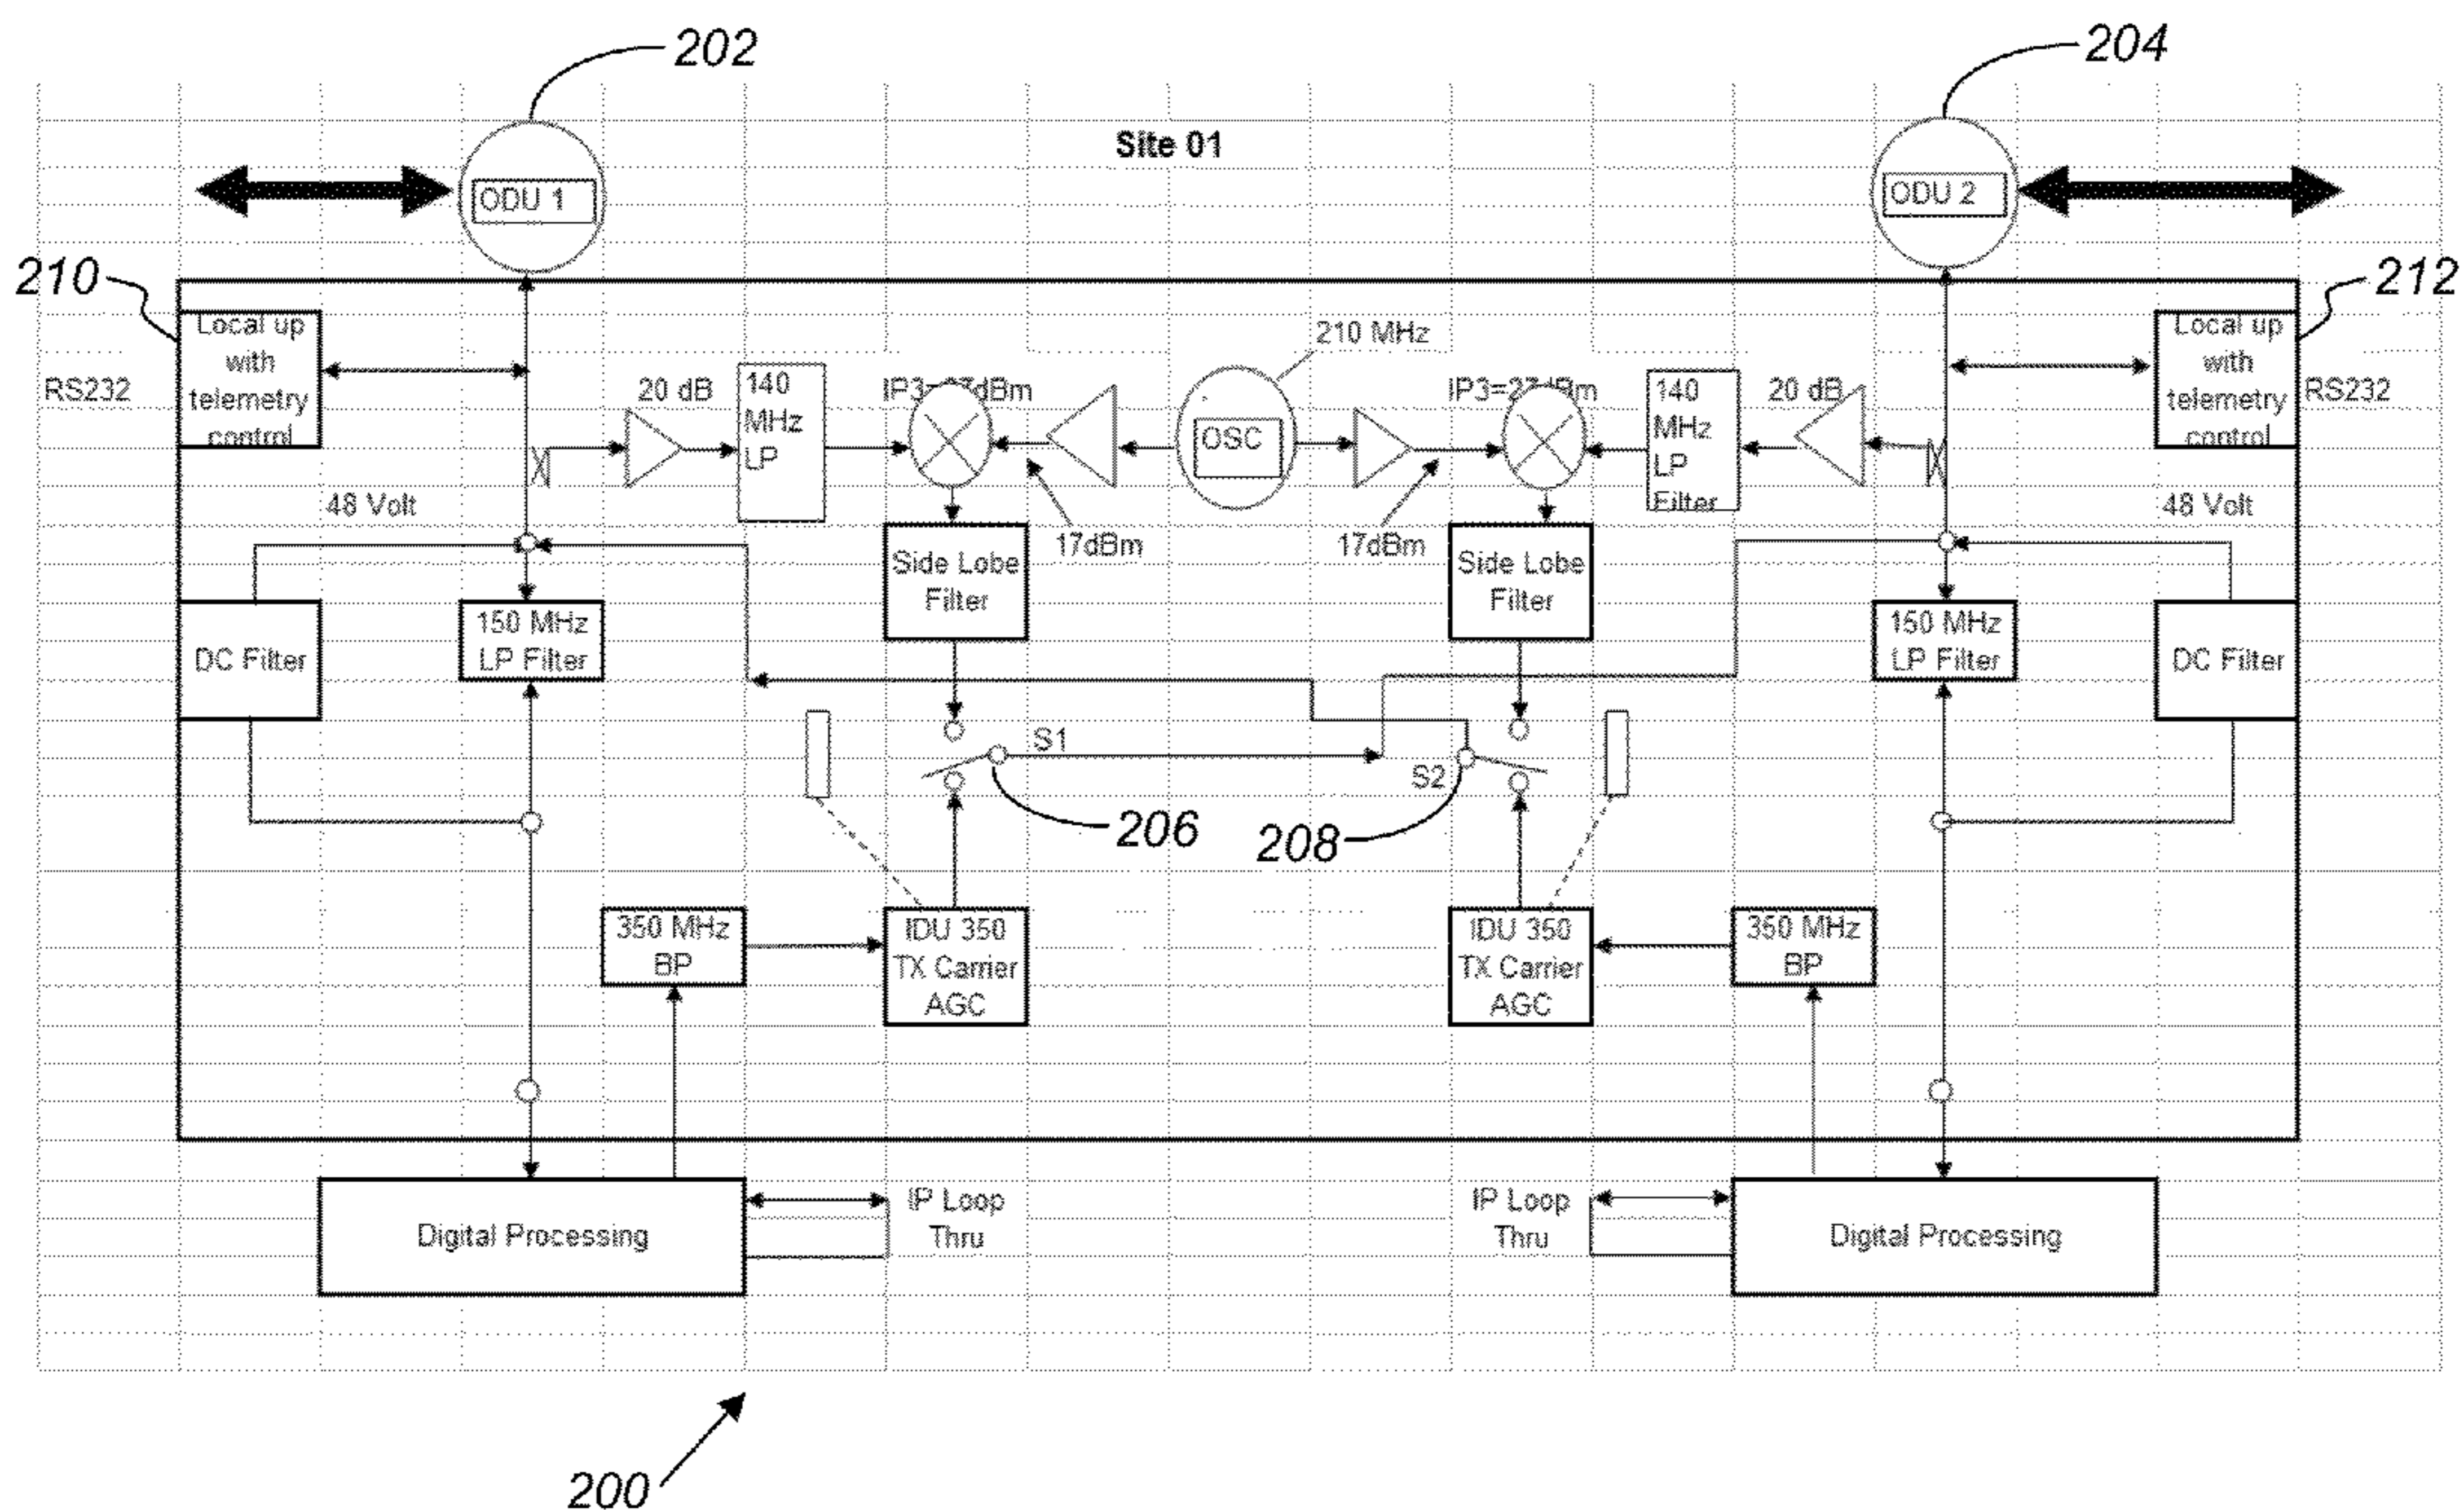 202
204
Site 01
ODU 1
ODU 2
210
212
Local up
with
telemetry
control
RS232
210 MHz
Local up
with
telemetry
control
RS232
20 dB
140
MHz
LP
OSC
140
MHz
LP
Filter
IP3=27dBm
20 dB
48 Volt
17dBm
17dBm
48 Volt
Side Lobe
Filter
Side Lobe
Filter
DC Filter
150 MHz
LP Filter
150 MHz
LP Filter
DC Filter
S1
S2
206
208
350 MHz
BP
IDU 350
TX Carrier
AGC
IDU 350
TX Carrier
AGC
350 MHz
BP
Digital Processing
IP Loop
Thru
IP Loop
Thru
Digital Processing
200